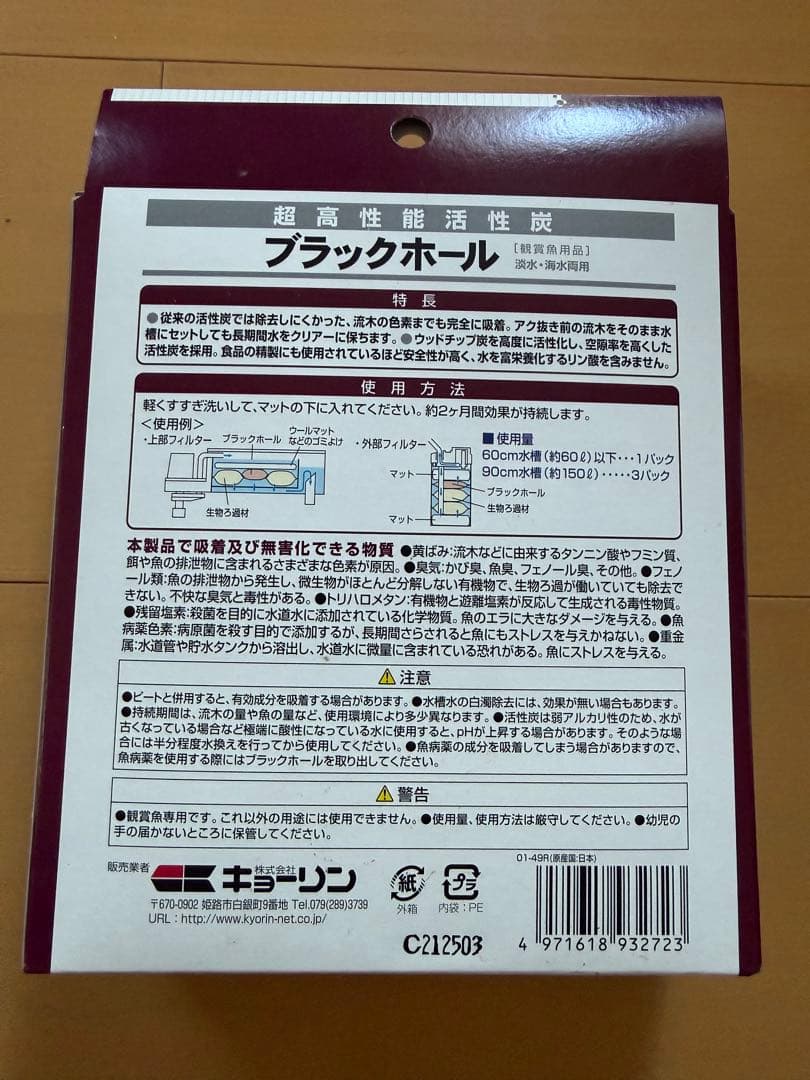 超高性能活性炭
ブラックホール
[観賞魚用品]
淡水・海水両用
特長
●従来の活性炭では除去しにくかった、流木の色素までも完全に吸着。アク抜き前の流木をそのまま水
槽にセットしても長期間水をクリアーに保ちます。●ウッドチップ炭を高度に活性化し、空隙率を高くした
活性炭を採用。食品の精製にも使用されているほど安全性が高く、水を富栄養化するリン酸を含みません。
使用方法
軽くすすぎ洗いして、マットの下に入れてください。約2ヶ月間効果が持続します。
＜使用例＞
・上部フィルター
ブラックホール
ウールマット
などのゴミよけ
生物ろ過材
・外部フィルター
マット
ブラックホール
生物ろ過材
マット
■使用量
60cm水槽(約60ℓ)以下･･･1パック
90cm水槽(約150ℓ)･････3パック
本製品で吸着及び無害化できる物質 ●黄ばみ:流木などに由来するタンニン酸やフミン質、
餌や魚の排泄物に含まれるさまざまな色素が原因。●臭気:かび臭、魚臭、フェノール臭、その他。●フェノ
ール類:魚の排泄物から発生し、微生物がほとんど分解しない有機物で、生物ろ過が働いていても除去で
きない。不快な臭気と毒性がある。●トリハロメタン:有機物と遊離塩素が反応して生成される毒性物質。
●残留塩素:殺菌を目的に水道水に添加されている化学物質。魚のエラに大きなダメージを与える。●魚
病薬色素:病原菌を殺す目的で添加するが、長期間さらされると魚にもストレスを与えかねない。●重金
属:水道管や貯水タンクから溶出し、水道水に微量に含まれている恐れがある。魚にストレスを与える。
注意
●ピートと併用すると、有効成分を吸着する場合があります。●水槽水の白濁除去には、効果が無い場合もあります。
●持続期間は、流木の量や魚の量など、使用環境により多少異なります。●活性炭は弱アルカリ性のため、水が
古くなっている場合など極端に酸性になっている水に使用すると、pHが上昇する場合があります。そのような場
合には半分程度水換えを行ってから使用してください。●魚病薬の成分を吸着してしまう場合がありますので、
魚病薬を使用する際にはブラックホールを取り出してください。
警告
●観賞魚専用です。これ以外の用途には使用できません。●使用量、使用方法は厳守してください。●幼児の
手の届かないところに保管してください。
販売業者
株式会社
キョーリン
〒670-0902 姫路市白銀町9番地 Tel.079(289)3739
URL：http://www.kyorin-net.co.jp/
紙
外箱
プラ
内袋：PE
01-49R(原産国:日本)
C212503
4 971618 932723